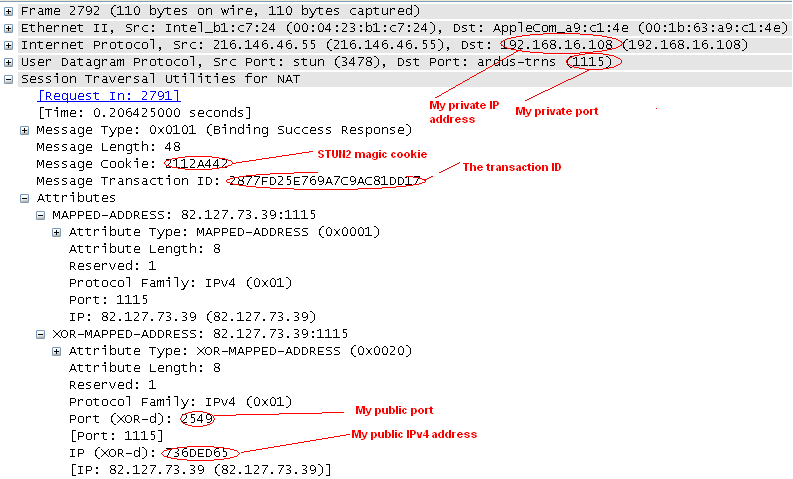 Frame 2792 (110 bytes on wire, 110 bytes captured)
Ethernet II, Src: Intel_b1:c7:24 (00:04:23:b1:c7:24), Dst: AppleCom_a9:c1:4e (00:1b:63:a9:c1:4e)
Internet Protocol, Src: 216.146.46.55 (216.146.46.55), Dst: 192.168.16.108 (192.168.16.108)
User Datagram Protocol, Src Port: stun (3478), Dst Port: ardus-trns (1115)
Session Traversal Utilities for NAT
[Request In: 2791]
My private IP address
My private port
[Time: 0.206425000 seconds]
Message Type: 0x0101 (Binding Success Response)
Message Length: 48
STUN2 magic cookie
Message Cookie: 2112A442
The transaction ID
Message Transaction ID: 2877FD25E769A7C9AC81DD17
Attributes
MAPPED-ADDRESS: 82.127.73.39:1115
Attribute Type: MAPPED-ADDRESS (0x0001)
Attribute Length: 8
Reserved: 1
Protocol Family: IPv4 (0x01)
Port: 1115
IP: 82.127.73.39 (82.127.73.39)
XOR-MAPPED-ADDRESS: 82.127.73.39:1115
Attribute Type: XOR-MAPPED-ADDRESS (0x0020)
Attribute Length: 8
Reserved: 1
Protocol Family: IPv4 (0x01)
My public port
Port (XOR-d): 2549
[Port: 1115]
My public IPv4 address
IP (XOR-d): 736DED65
[IP: 82.127.73.39 (82.127.73.39)]